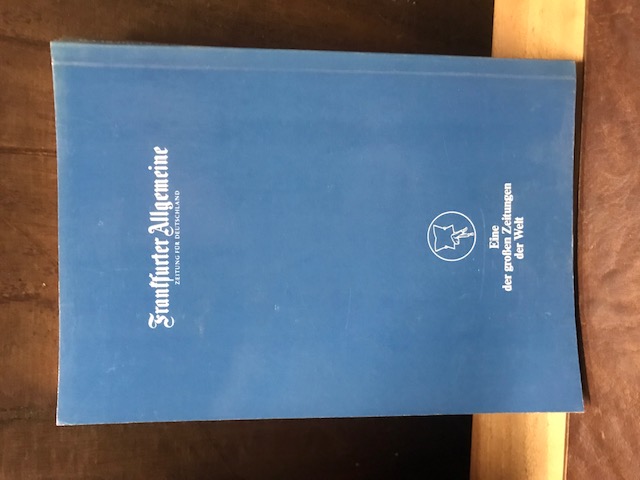 Frankfurter Allgemeine
ZEITUNG FÜR DEUTSCHLAND
Eine
der großen Zeitungen
der Welt